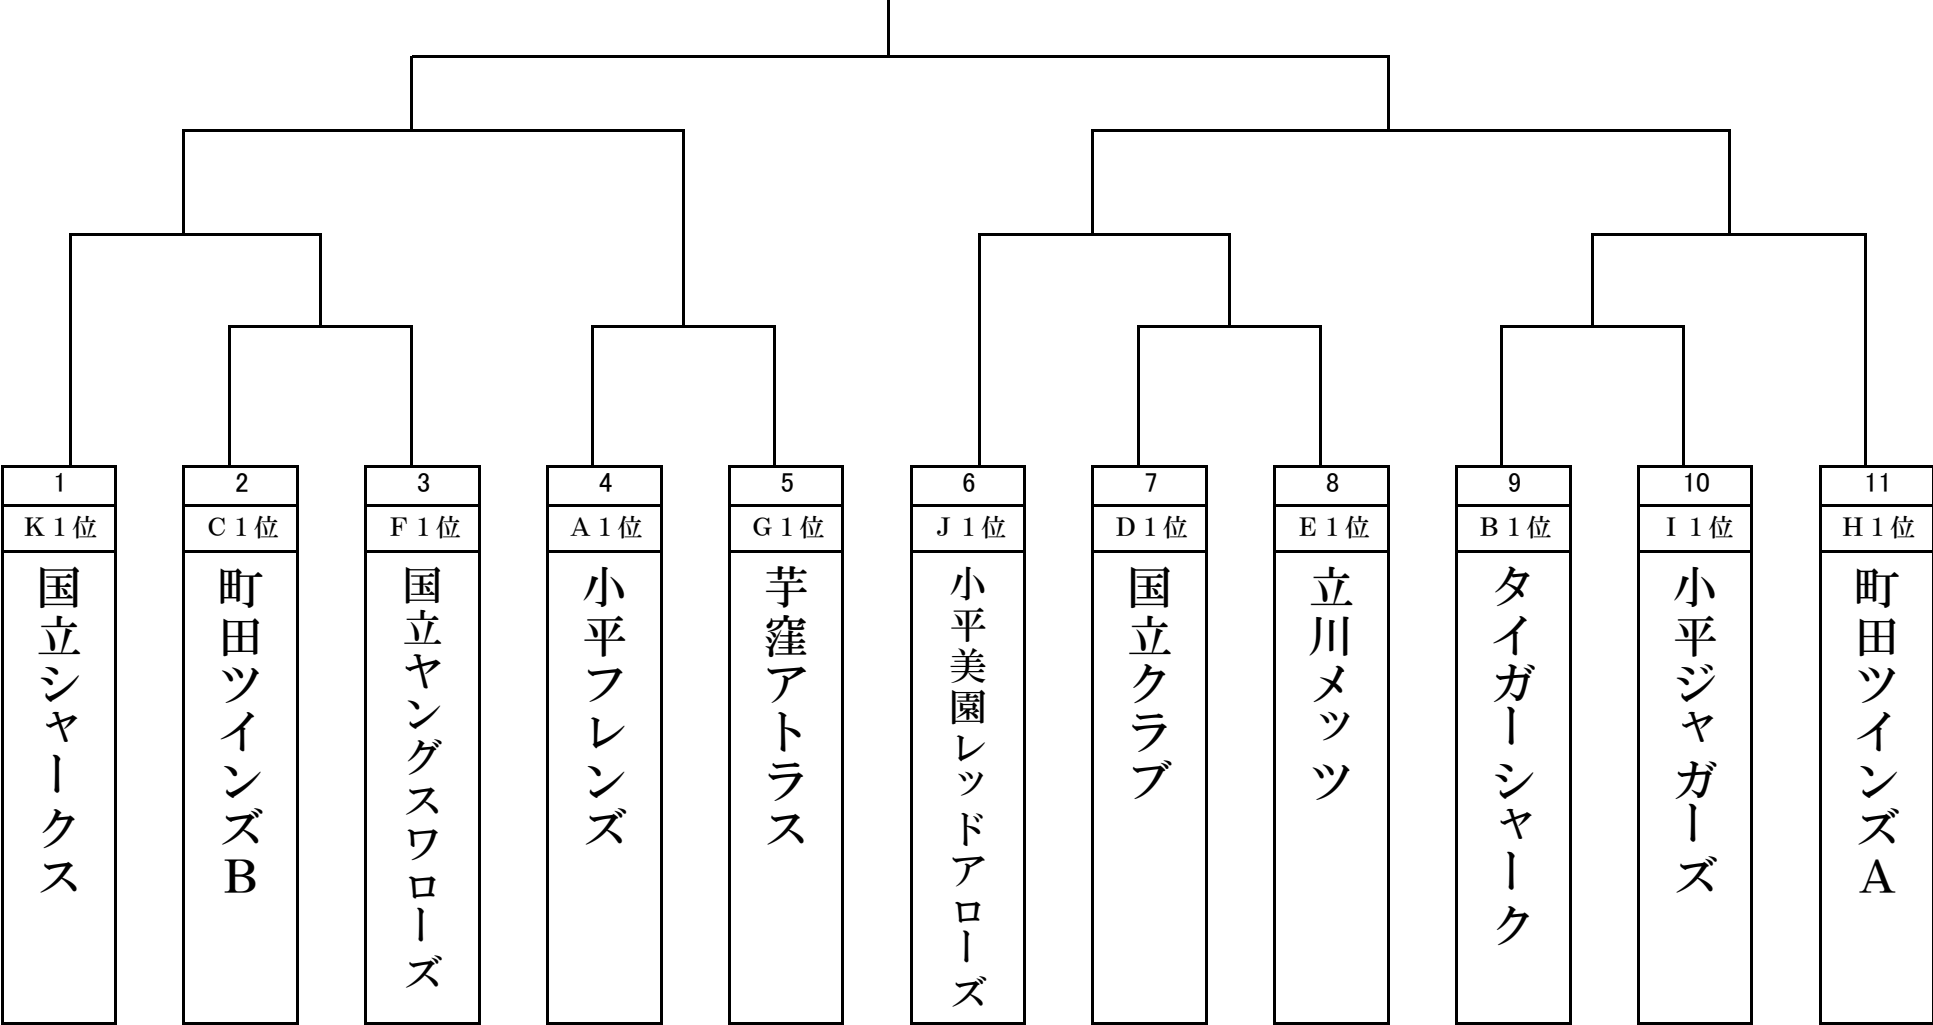 1
K1位
国立シャークス
2
C1位
町田ツインズB
3
F1位
国立ヤングスワローズ
4
A1位
小平フレンズ
5
G1位
芋窪アトラス
6
J1位
小平美園レッドアローズ
7
D1位
国立クラブ
8
E1位
立川メッツ
9
B1位
タイガーシャーク
10
I1位
小平ジャガーズ
11
H1位
町田ツインズA